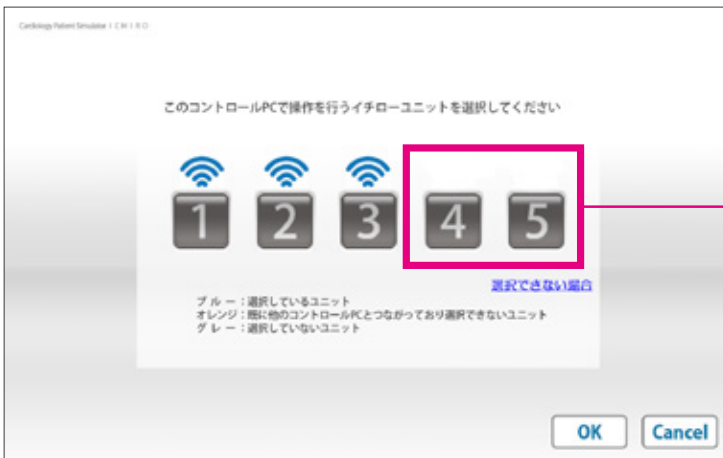 Cardiology Patient Simulator ICHIRO
このコントロールPCで操作を行うイチローユニットを選択してください
1 2 3 4 5
選択できない場合
ブルー：選択しているユニット
オレンジ：既に他のコントロールPCとつながっており選択できないユニット
グレー：選択していないユニット
OK Cancel